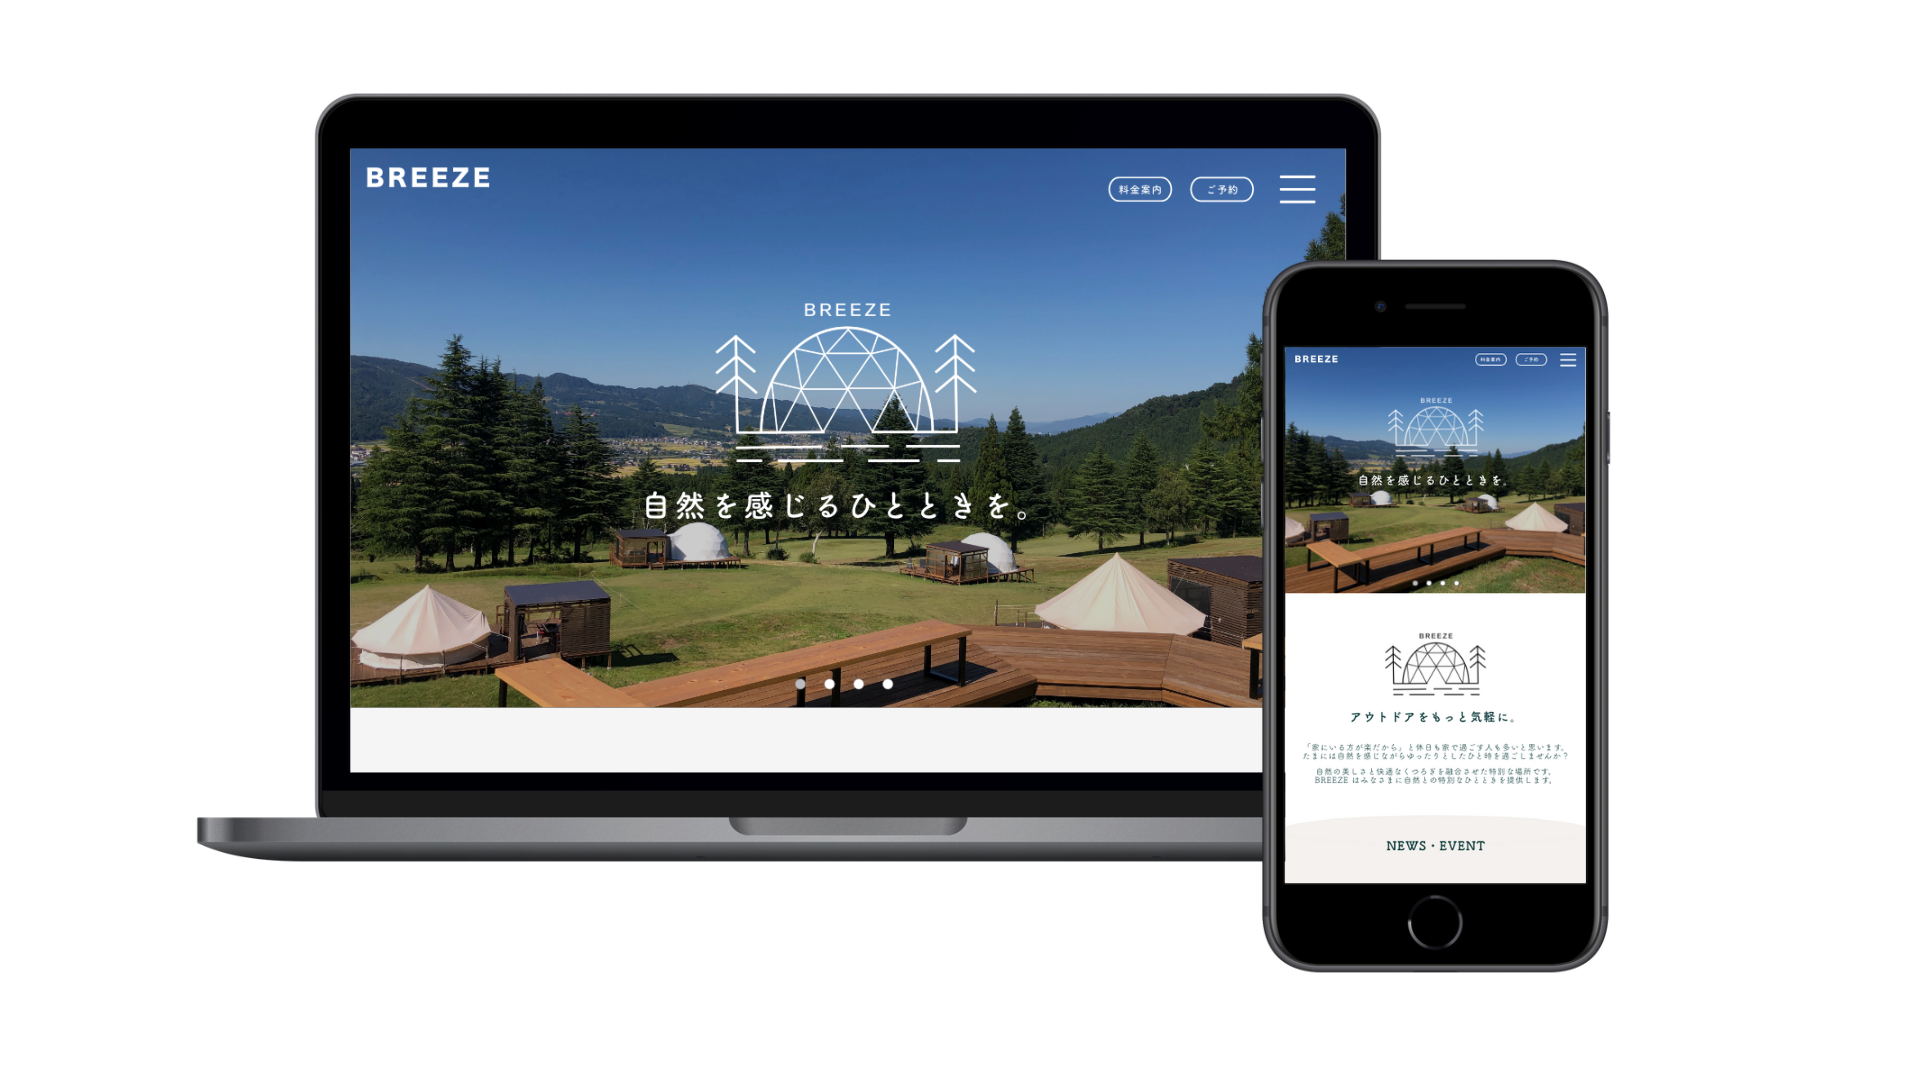 BREEZE
料金案内
ご予約
BREEZE
自然を感じるひとときを。
BREEZE
料金案内
ご予約
BREEZE
自然を感じるひとときを。
BREEZE
アウトドアをもっと気軽に。
「家にいる方が楽だから」と休日も家で過ごす人も多いと思います。
たまには自然を感じながらゆったりとしたひと時を過ごしませんか？
自然の美しさと快適なくつろぎを融合させた特別な場所です。
BREEZE はみなさまに自然との特別なひとときを提供します。
NEWS・EVENT